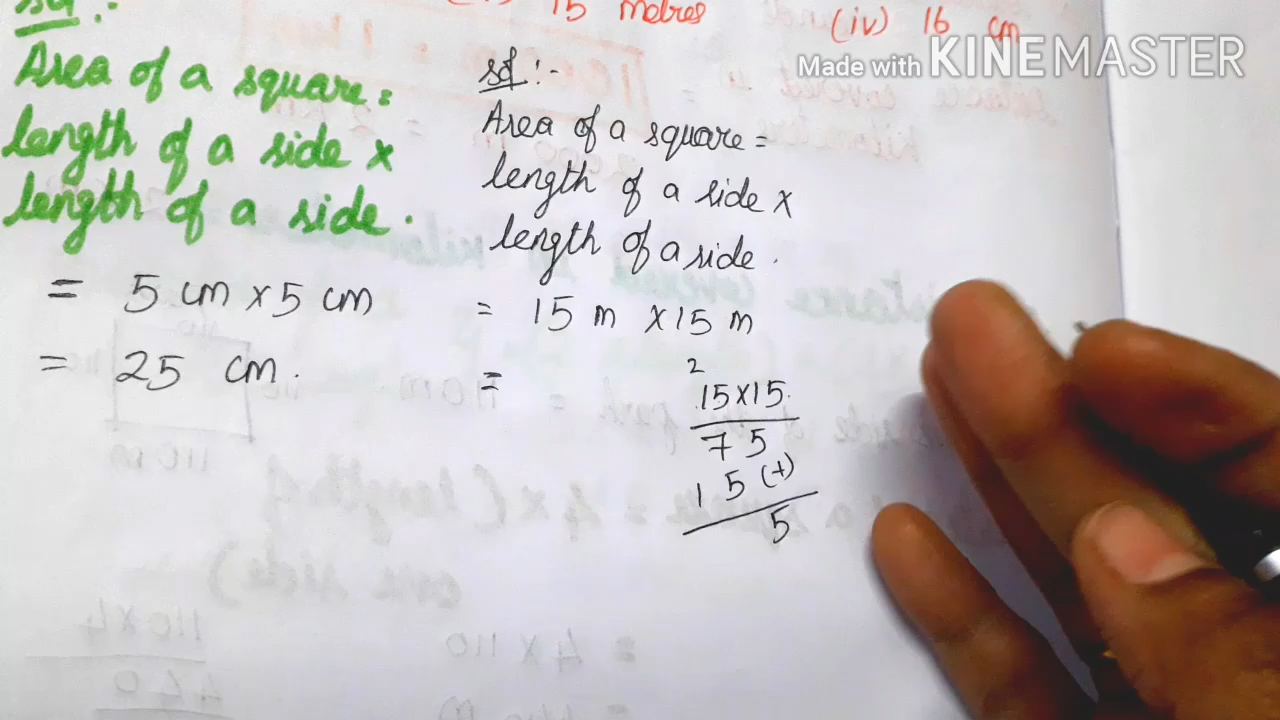 15 metres
(iv) 16 cm
Made with KINEMASTER
Area of a square =
length of a side ×
length of a side.
= 5 cm × 5 cm
= 25 cm.
Sol :-
Area of a square =
length of a side ×
length of a side.
= 15 m × 15 m
=
2
15×15
75
15 (+)
5